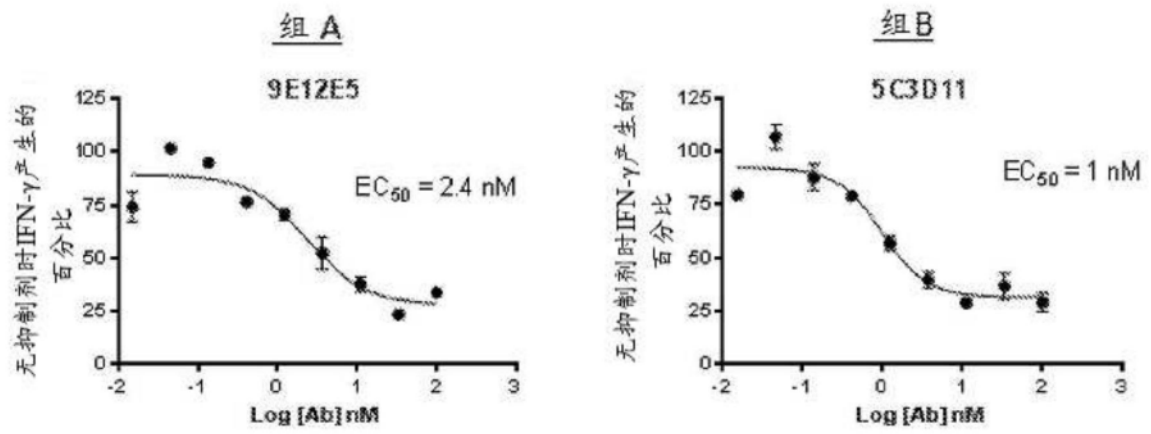 组 A
9E12E5
无抑制剂时IFN-γ产生的
百分比
125
100
75
50
25
0
EC50 = 2.4 nM
-2 -1 0 1 2 3
Log [Ab] nM
组 B
5C3D11
无抑制剂时IFN-γ产生的
百分比
125
100
75
50
25
0
EC50 = 1 nM
-2 -1 0 1 2 3
Log [Ab] nM